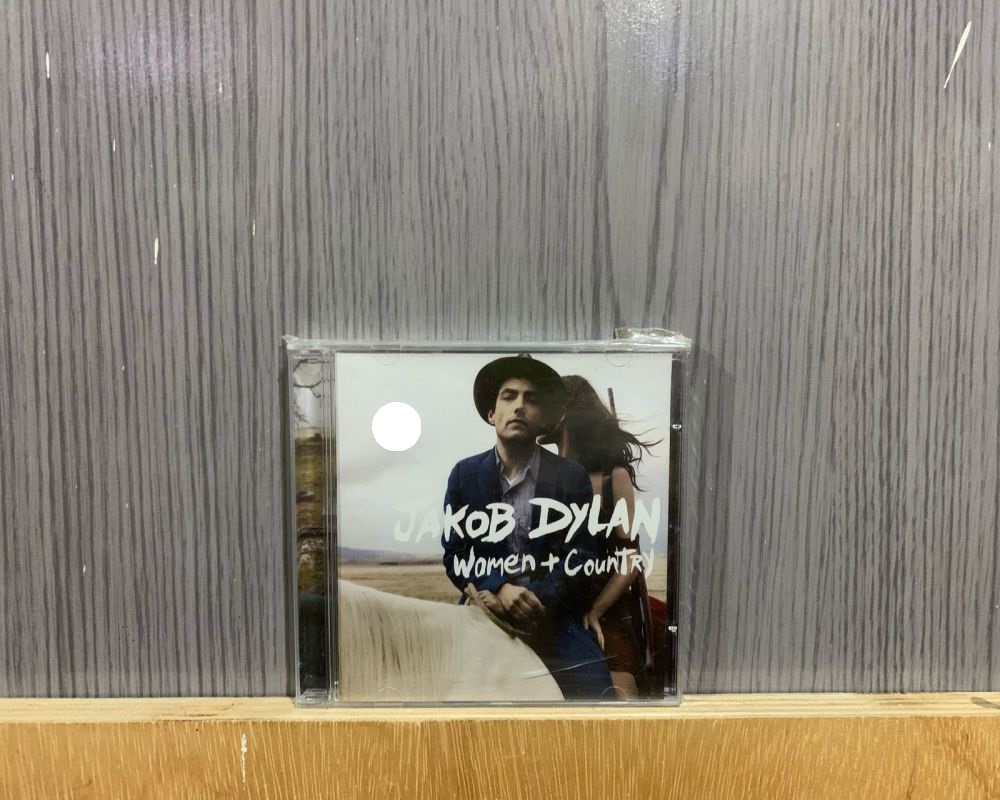 JAKOB DYLAN
Women + Country